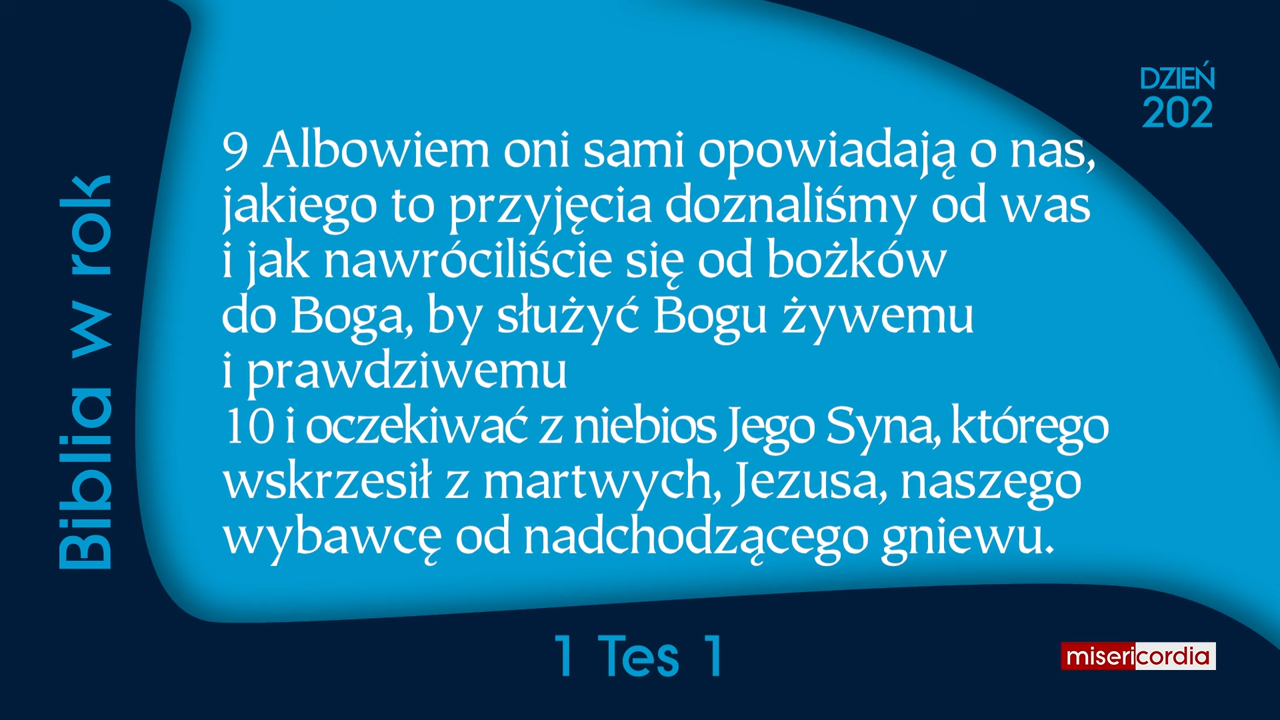 DZIEŃ
202
Biblia w rok
9 Albowiem oni sami opowiadają o nas,
jakiego to przyjęcia doznaliśmy od was
i jak nawróciliście się od bożków
do Boga, by służyć Bogu żywemu
i prawdziwemu
10 i oczekiwać z niebios Jego Syna, którego
wskrzesił z martwych, Jezusa, naszego
wybawcę od nadchodzącego gniewu.
1 Tes 1
misericordia